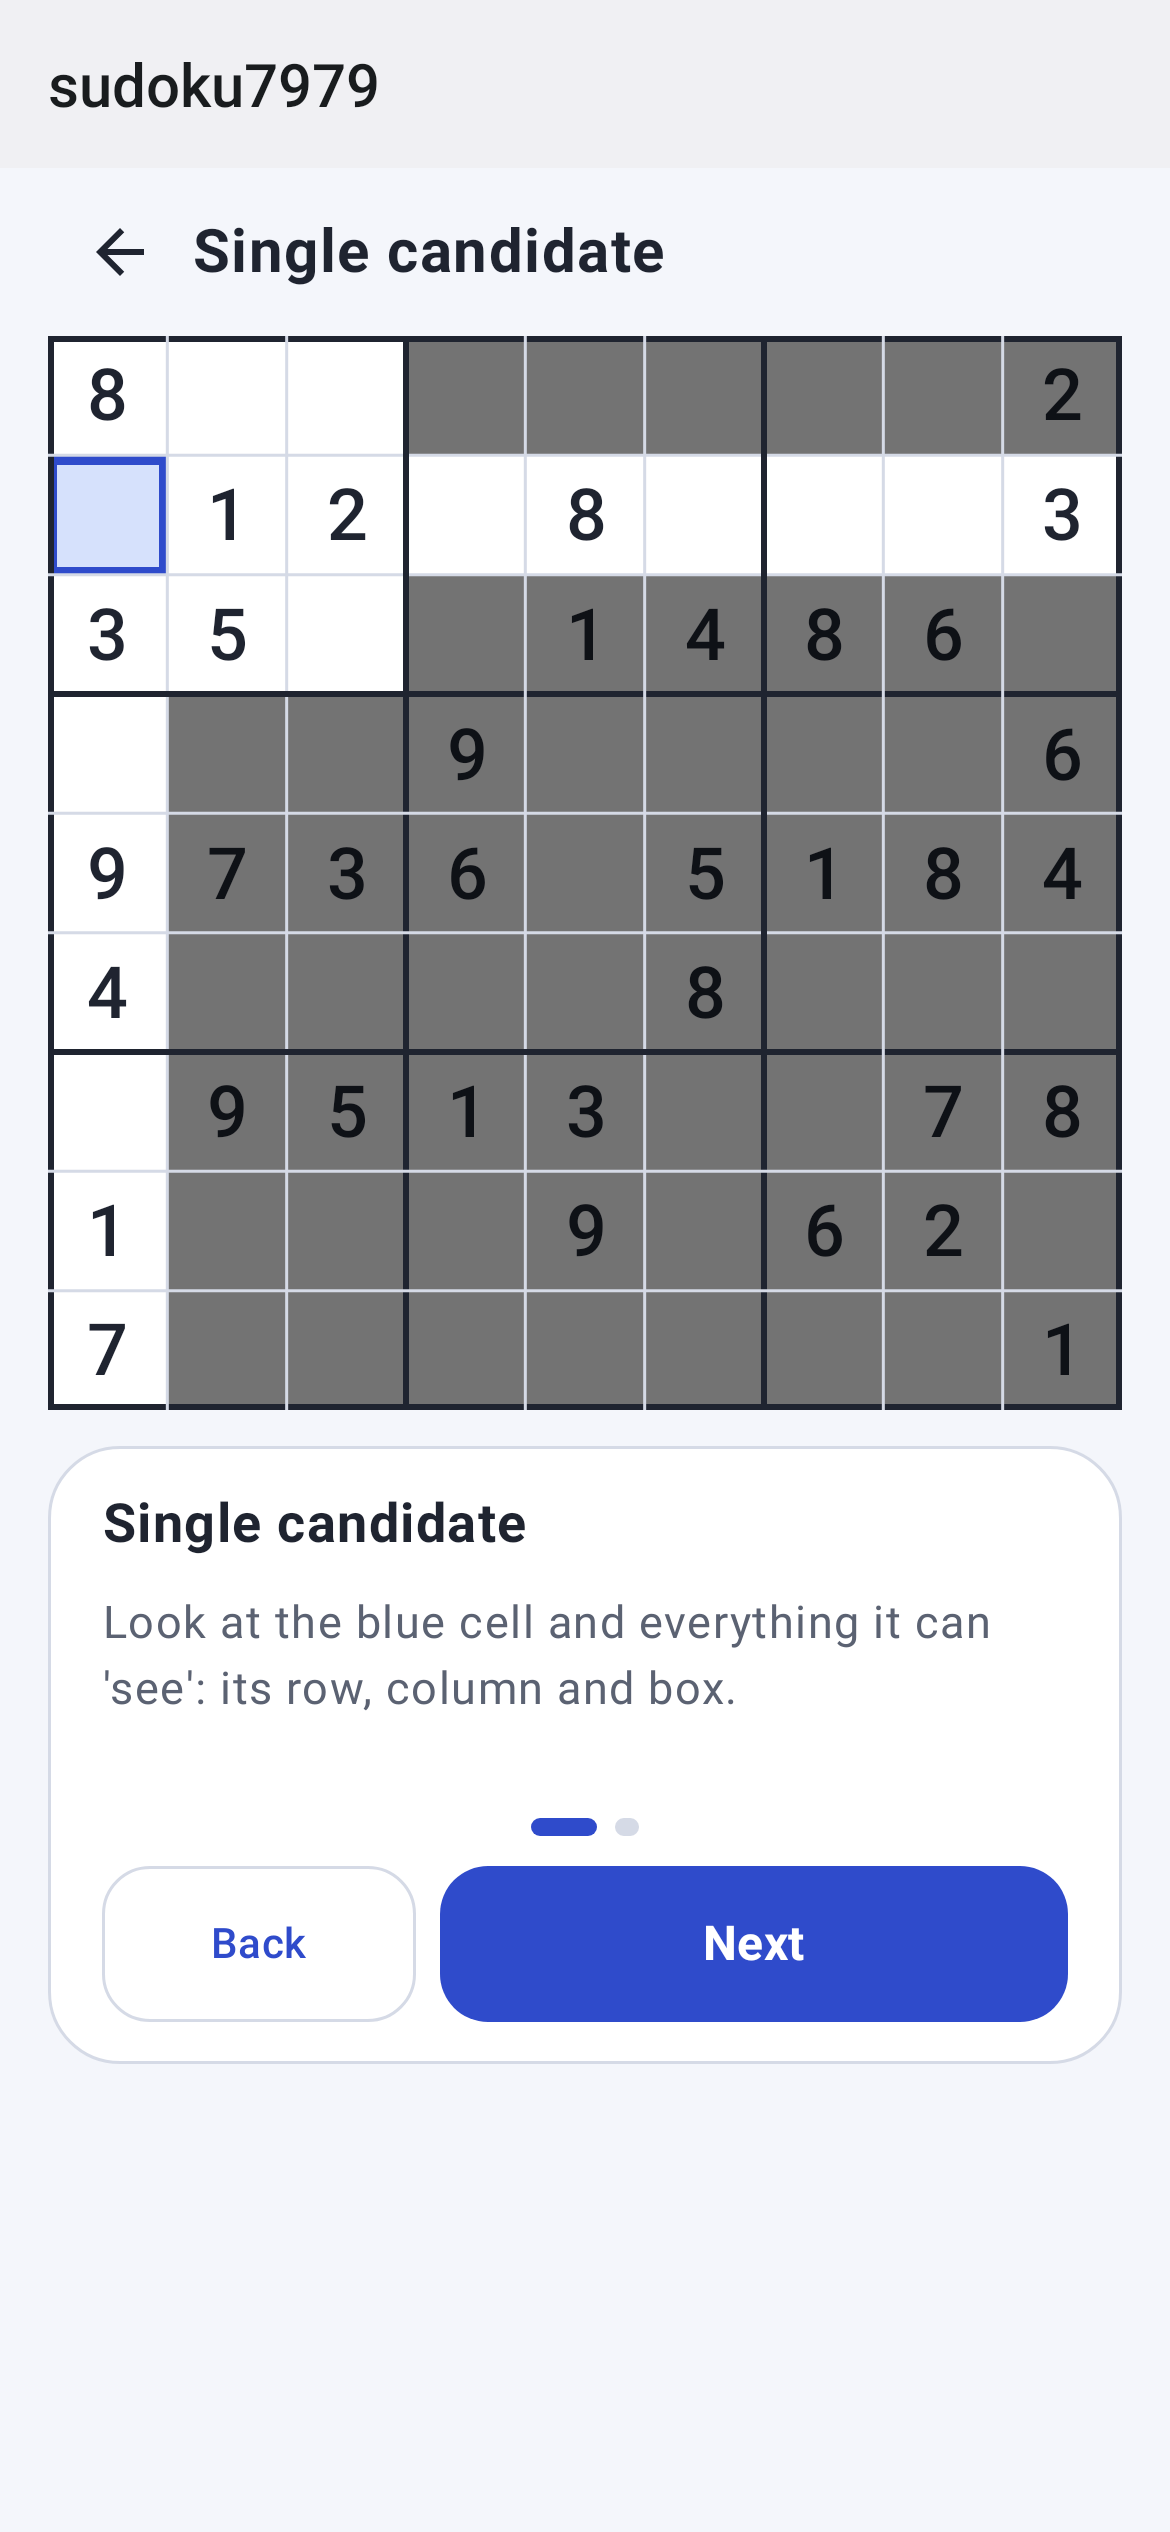 sudoku7979
Single candidate
8 2
1 2 8 3
3 5 1 4 8 6
9 6
9 7 3 6 5 1 8 4
4 8
9 5 1 3 7 8
1 9 6 2
7 1
Single candidate
Look at the blue cell and everything it can
'see': its row, column and box.
Back Next